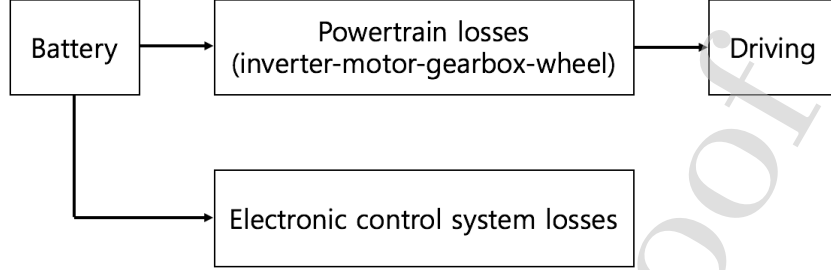 Battery
Powertrain losses
(inverter-motor-gearbox-wheel)
Driving
Electronic control system losses